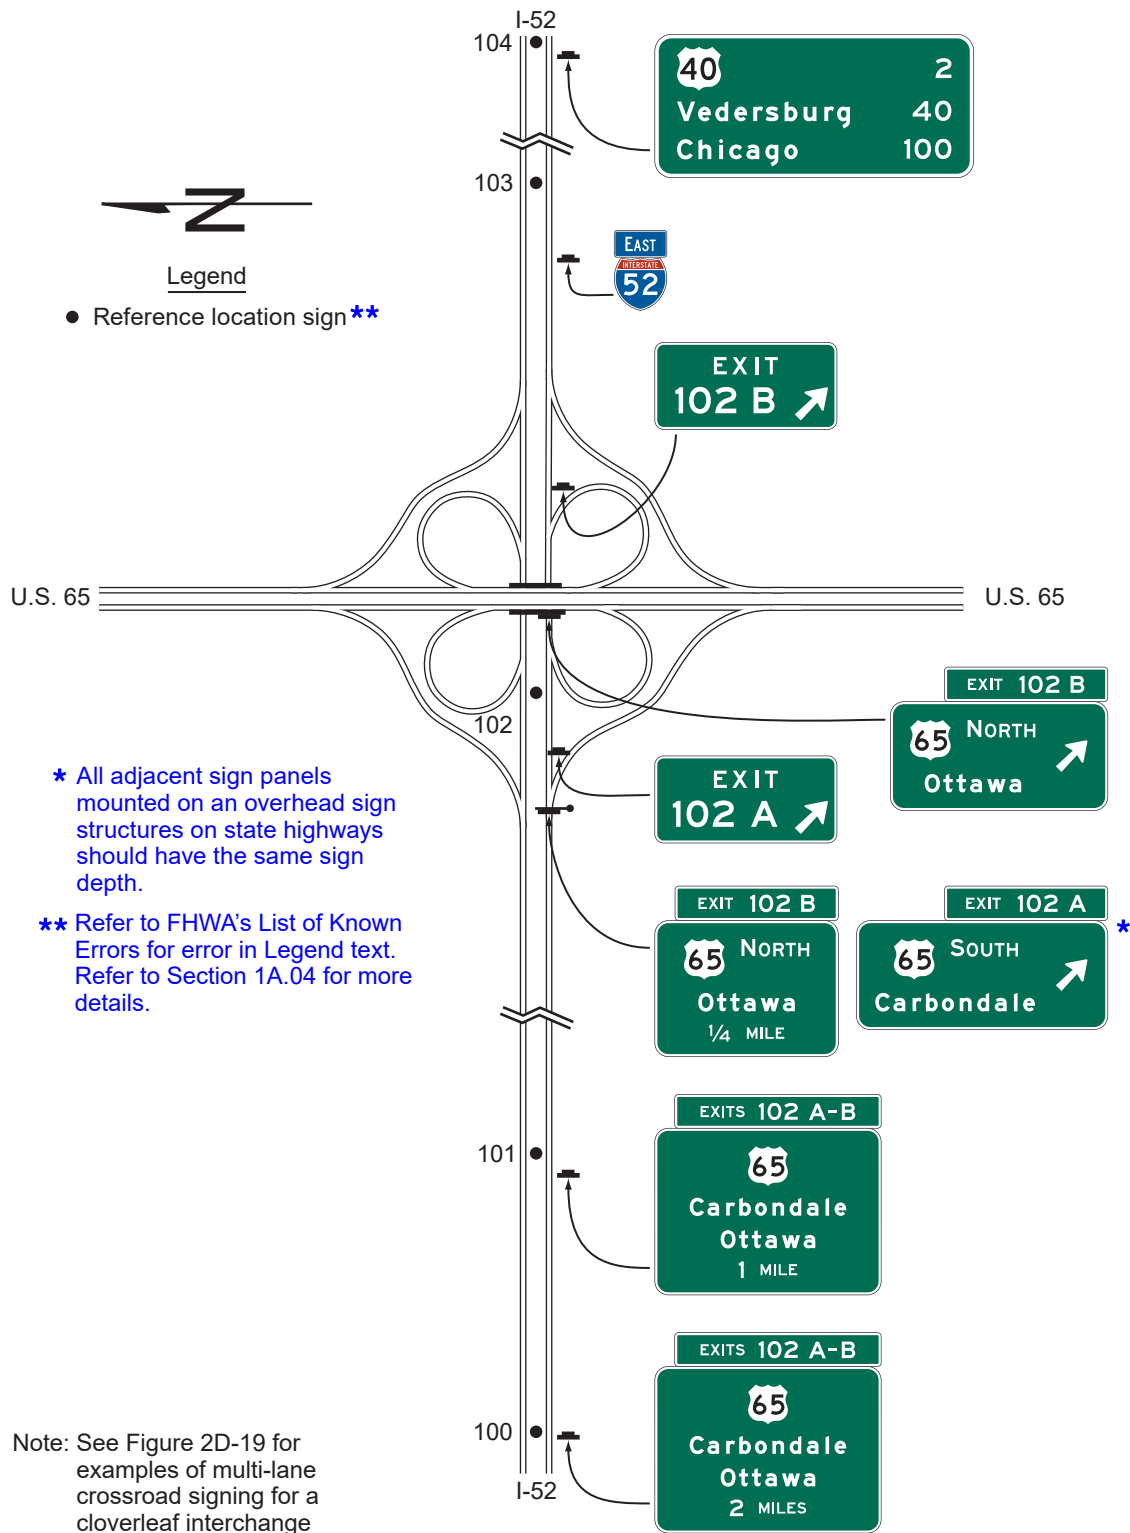 I-52
104
40 2
Vedersburg 40
Chicago 100
103
N
Legend
● Reference location sign**
EAST
INTERSTATE
52
EXIT
102 B
U.S. 65
U.S. 65
EXIT 102 B
65 NORTH
Ottawa
102
EXIT
102 A
* All adjacent sign panels
mounted on an overhead sign
structures on state highways
should have the same sign
depth.
** Refer to FHWA's List of Known
Errors for error in Legend text.
Refer to Section 1A.04 for more
details.
EXIT 102 B
65 NORTH
Ottawa
1/4 MILE
EXIT 102 A
*
65 SOUTH
Carbondale
EXITS 102 A-B
101
65
Carbondale
Ottawa
1 MILE
EXITS 102 A-B
100
65
Carbondale
Ottawa
2 MILES
I-52
Note: See Figure 2D-19 for
examples of multi-lane
crossroad signing for a
cloverleaf interchange